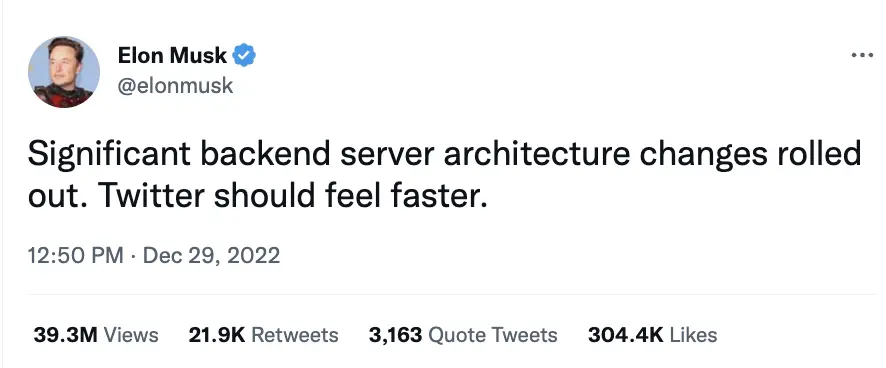 Elon Musk
@elonmusk
Significant backend server architecture changes rolled
out. Twitter should feel faster.
12:50 PM · Dec 29, 2022
39.3M Views 21.9K Retweets 3,163 Quote Tweets 304.4K Likes